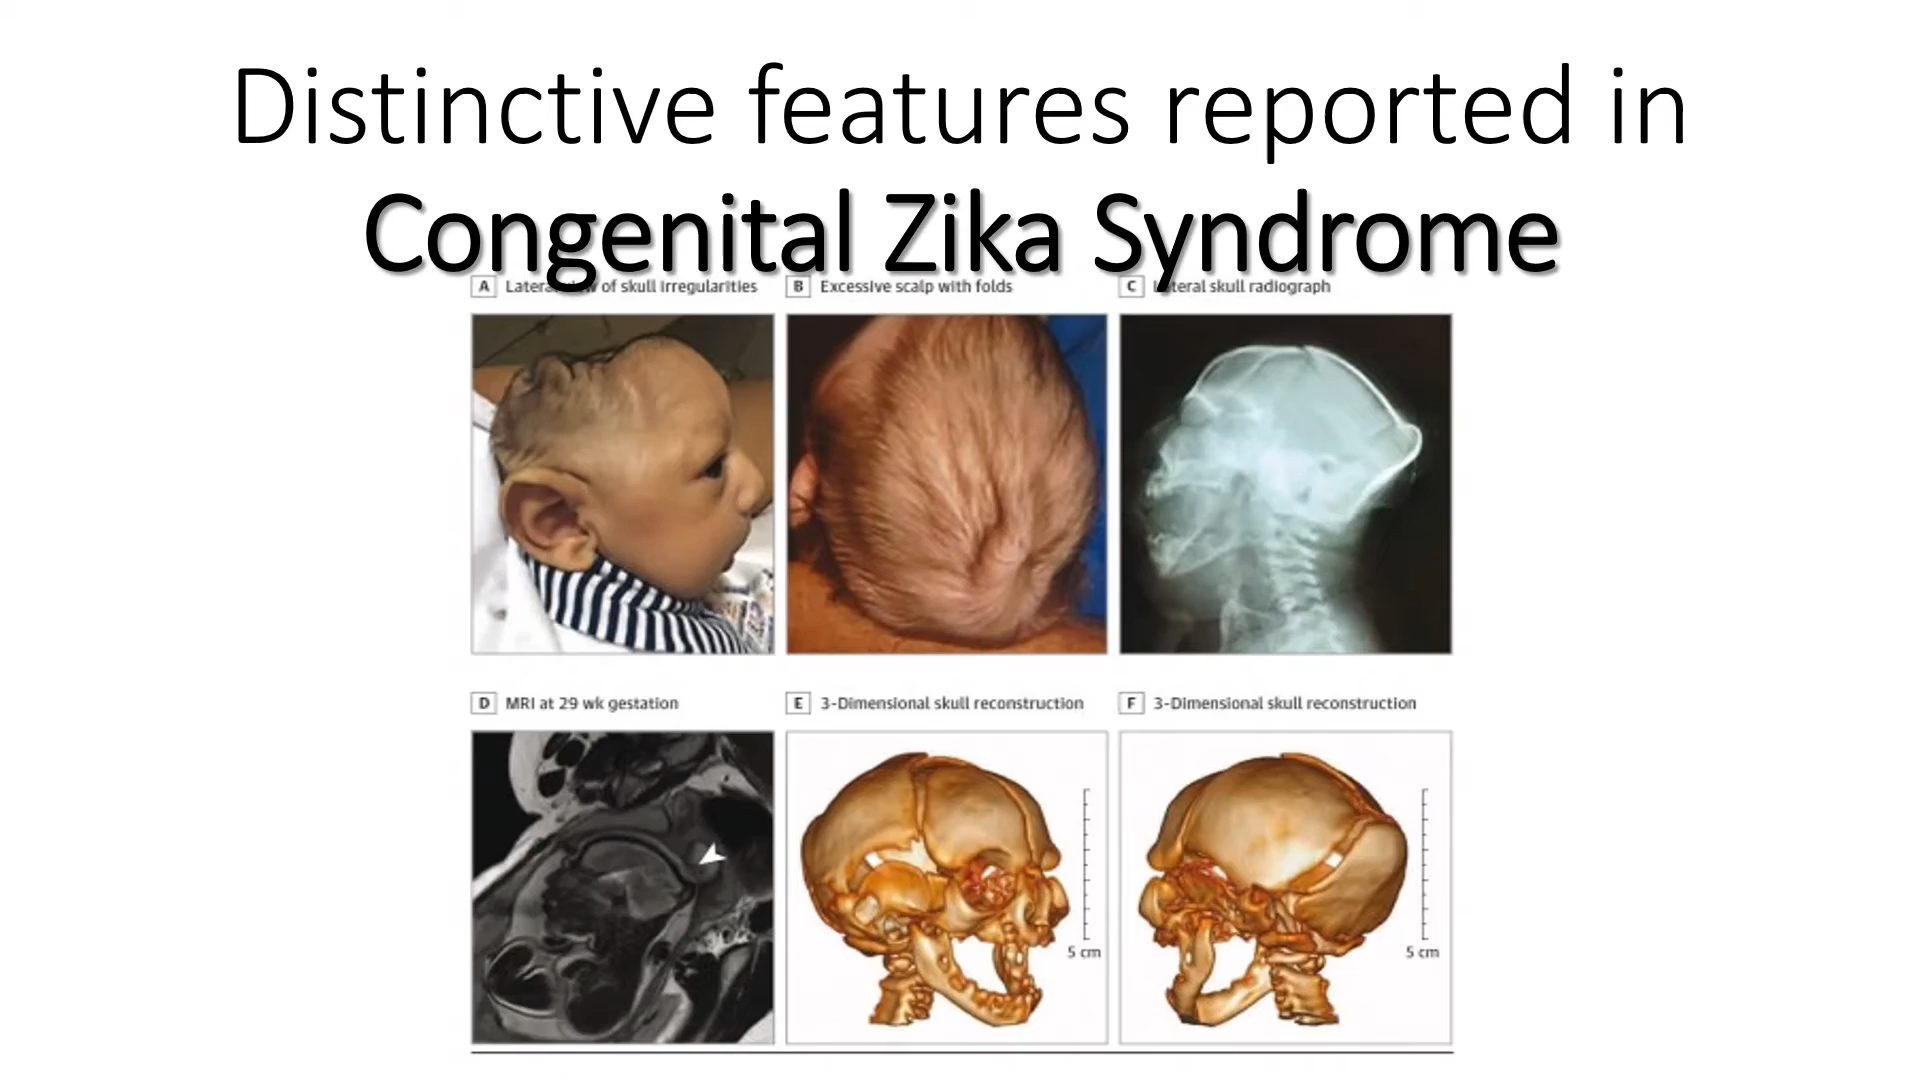 Distinctive features reported in
Congenital Zika Syndrome
A Lateral view of skull irregularities
B Excessive scalp with folds
C Lateral skull radiograph
D MRI at 29 wk gestation
E 3-Dimensional skull reconstruction
F 3-Dimensional skull reconstruction
5 cm
5 cm